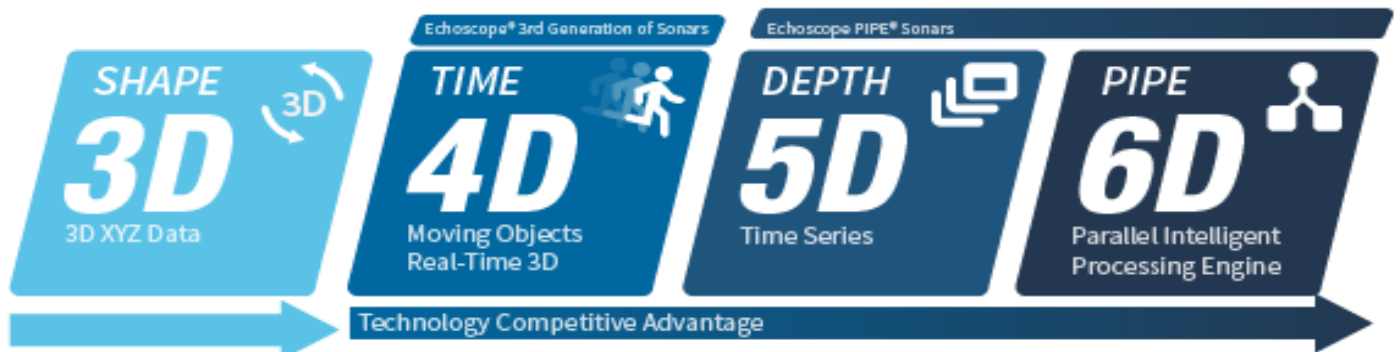 Echoscope® 3rd Generation of Sonars
Echoscope PIPE® Sonars
SHAPE
3D
3D
3D XYZ Data
TIME
4D
Moving Objects
Real-Time 3D
DEPTH
5D
Time Series
PIPE
6D
Parallel Intelligent
Processing Engine
Technology Competitive Advantage